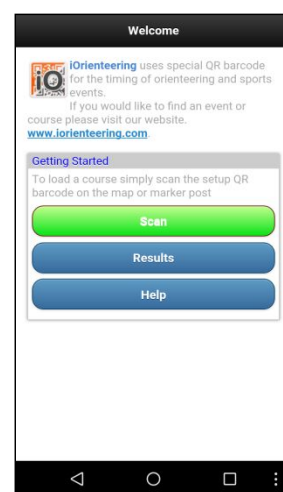 Welcome
iO
iOrienteering uses special QR barcode
for the timing of orienteering and sports
events.
If you would like to find an event or
course please visit our website.
www.iorienteering.com.
Getting Started
To load a course simply scan the setup QR
barcode on the map or marker post
Scan
Results
Help